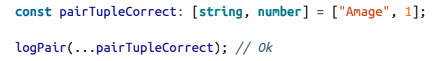 const pairTupleCorrect: [string, number] = ["Amage", 1];
logPair(...pairTupleCorrect); // Ok